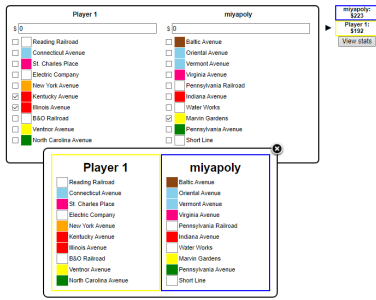 Player 1
$ 0
Reading Railroad
Connecticut Avenue
St. Charles Place
Electric Company
New York Avenue
Kentucky Avenue
Illinois Avenue
B&O Railroad
Ventnor Avenue
North Carolina Avenue
miyapoly
$ 0
Baltic Avenue
Oriental Avenue
Vermont Avenue
Virginia Avenue
Pennsylvania Railroad
Indiana Avenue
Water Works
Marvin Gardens
Pennsylvania Avenue
Short Line
miyapoly:
$223
Player 1:
$192
View stats
Player 1
Reading Railroad
Connecticut Avenue
St. Charles Place
Electric Company
New York Avenue
Kentucky Avenue
Illinois Avenue
B&O Railroad
Ventnor Avenue
North Carolina Avenue
miyapoly
Baltic Avenue
Oriental Avenue
Vermont Avenue
Virginia Avenue
Pennsylvania Railroad
Indiana Avenue
Water Works
Marvin Gardens
Pennsylvania Avenue
Short Line